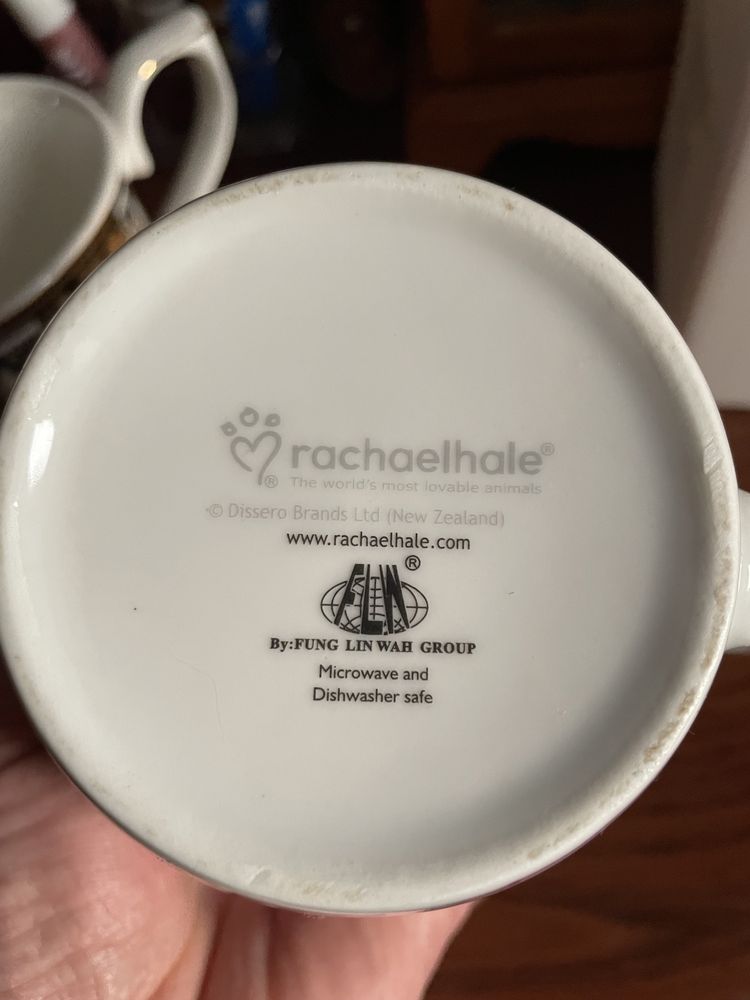 rachaelhale®
® The world's most lovable animals
© Dissero Brands Ltd (New Zealand)
www.rachaelhale.com
FLW ®
By:FUNG LIN WAH GROUP
Microwave and
Dishwasher safe